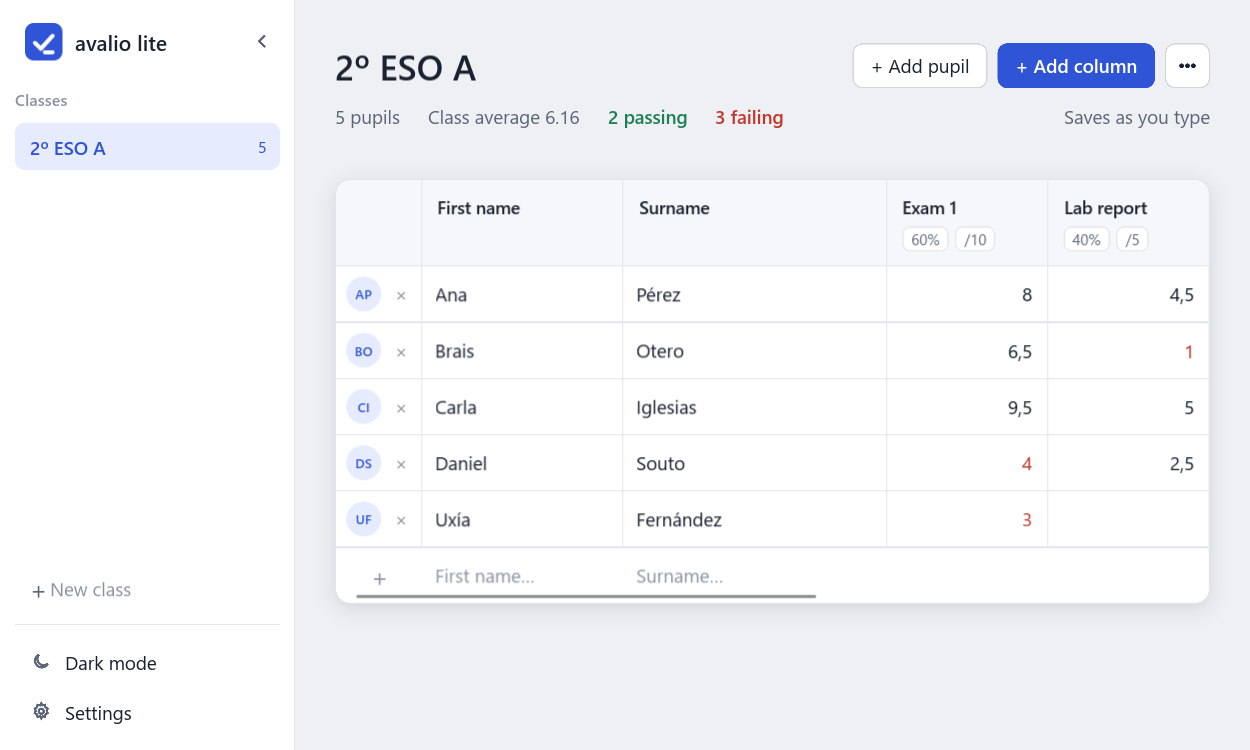 avalio lite
Classes
2º ESO A 5
+ New class
Dark mode
Settings
2º ESO A
+ Add pupil
+ Add column
•••
5 pupils Class average 6.16 2 passing 3 failing
Saves as you type
First name Surname Exam 1 Lab report
60% /10 40% /5
AP × Ana Pérez 8 4,5
BO × Brais Otero 6,5 1
CI × Carla Iglesias 9,5 5
DS × Daniel Souto 4 2,5
UF × Uxía Fernández 3
+ First name... Surname...